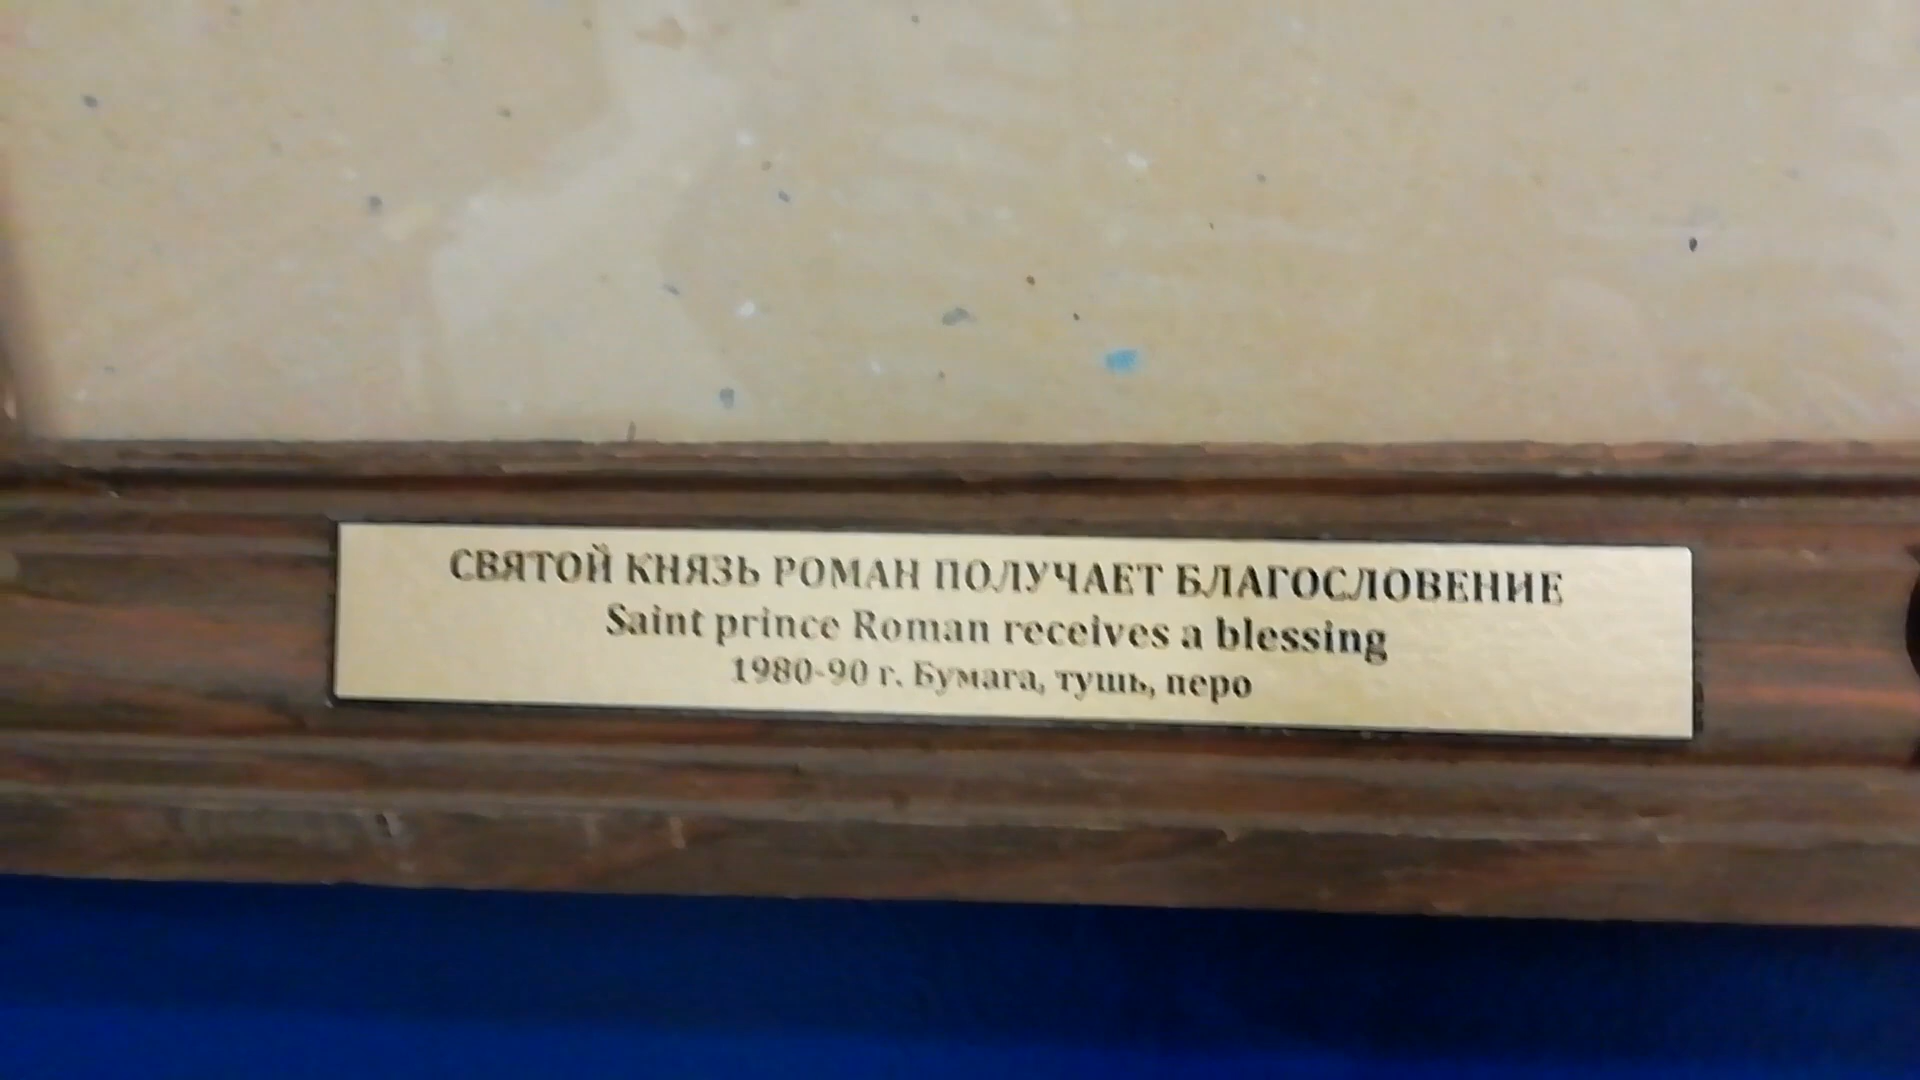 СВЯТОЙ КНЯЗЬ РОМАН ПОЛУЧАЕТ БЛАГОСЛОВЕНИЕ
Saint prince Roman receives a blessing
1980-90 г. Бумага, тушь, перо